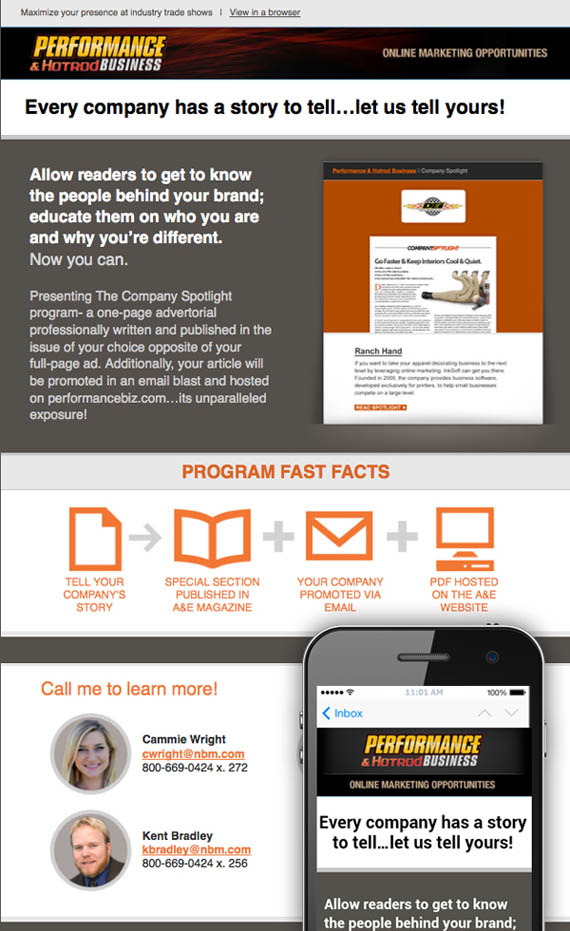 Maximize your presence at industry trade shows | View in a browser
PERFORMANCE
& HOTROD BUSINESS
ONLINE MARKETING OPPORTUNITIES
Every company has a story to tell…let us tell yours!
Allow readers to get to know
the people behind your brand;
educate them on who you are
and why you're different.
Now you can.
Presenting The Company Spotlight
program- a one-page advertorial
professionally written and published in the
issue of your choice opposite of your
full-page ad. Additionally, your article will
be promoted in an email blast and hosted
on performancebiz.com…its unparalleled
exposure!
Performance & Hotrod Business // Company Spotlight
DEI
COMPANYSPOTLIGHT
Go Faster & Keep Interiors Cool & Quiet.
Ranch Hand
If you want to take your apparel-decorating business to the next
level by leveraging online marketing. InkSoft can get you there.
Founded in 2009, the company provides business software,
developed exclusively for printers, to help small businesses
compete on a large level.
READ SPOTLIGHT
PROGRAM FAST FACTS
TELL YOUR
COMPANY'S
STORY
SPECIAL SECTION
PUBLISHED IN
A&E MAGAZINE
YOUR COMPANY
PROMOTED VIA
EMAIL
PDF HOSTED
ON THE A&E
WEBSITE
Call me to learn more!
Cammie Wright
cwright@nbm.com
800-669-0424 x. 272
Kent Bradley
kbradley@nbm.com
800-669-0424 x. 256
11:01 AM
100%
Inbox
PERFORMANCE
& HOTROD BUSINESS
ONLINE MARKETING OPPORTUNITIES
Every company has a story
to tell…let us tell yours!
Allow readers to get to know
the people behind your brand;